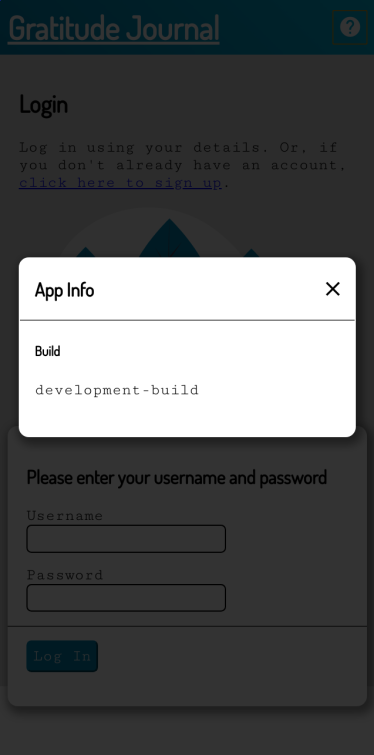 Gratitude Journal
?
Login
Log in using your details. Or, if
you don't already have an account,
click here to sign up.
App Info
Build
development-build
Please enter your username and password
Username
Password
Log In